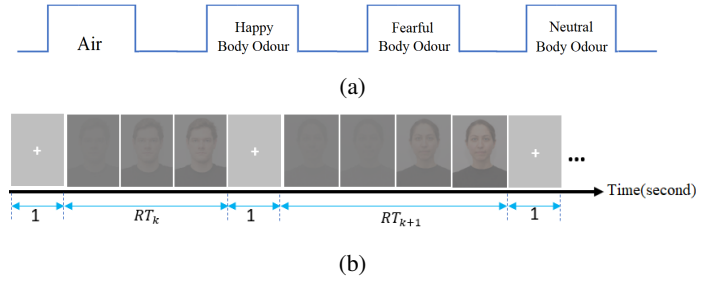 Air
Happy
Body Odour
Fearful
Body Odour
Neutral
Body Odour
(a)
+
+
+
...
Time(second)
1
RTk
1
RTk+1
1
(b)